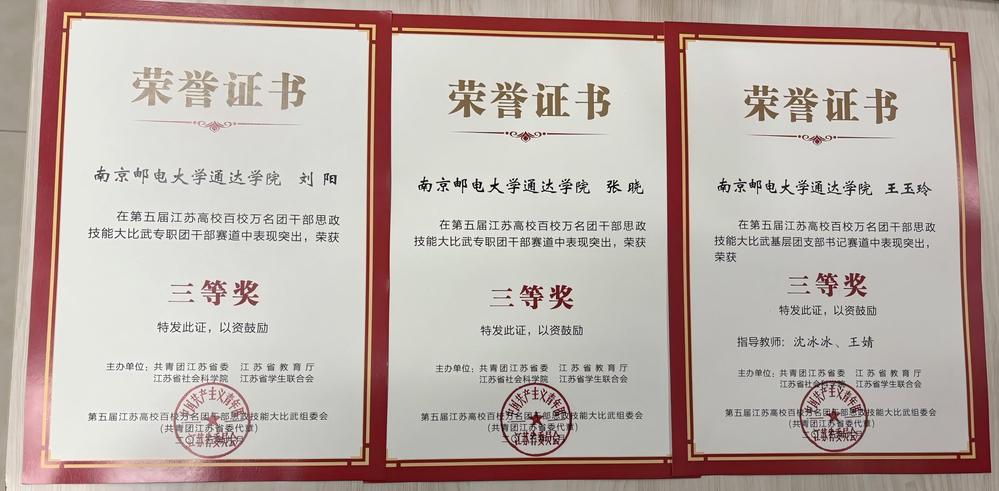 荣誉证书
南京邮电大学通达学院 刘阳
在第五届江苏高校百校万名团干部思政
技能大比武专职团干部赛道中表现突出，荣获
三等奖
特发此证，以资鼓励
主办单位：共青团江苏省委 江苏省教育厅
江苏省社会科学院 江苏省学生联合会
第五届江苏高校百校万名团干部思政技能大比武组委会
(共青团江苏省委代章)
荣誉证书
南京邮电大学通达学院 张晓
在第五届江苏高校百校万名团干部思政
技能大比武专职团干部赛道中表现突出，荣获
三等奖
特发此证，以资鼓励
主办单位：共青团江苏省委 江苏省教育厅
江苏省社会科学院 江苏省学生联合会
第五届江苏高校百校万名团干部思政技能大比武组委会
(共青团江苏省委代章)
荣誉证书
南京邮电大学通达学院 王玉玲
在第五届江苏高校百校万名团干部思政
技能大比武基层团支部书记赛道中表现突出，
荣获
三等奖
特发此证，以资鼓励
指导教师：沈冰冰、王婧
主办单位：共青团江苏省委 江苏省教育厅
江苏省社会科学院 江苏省学生联合会
第五届江苏高校百校万名团干部思政技能大比武组委会
(共青团江苏省委代章)